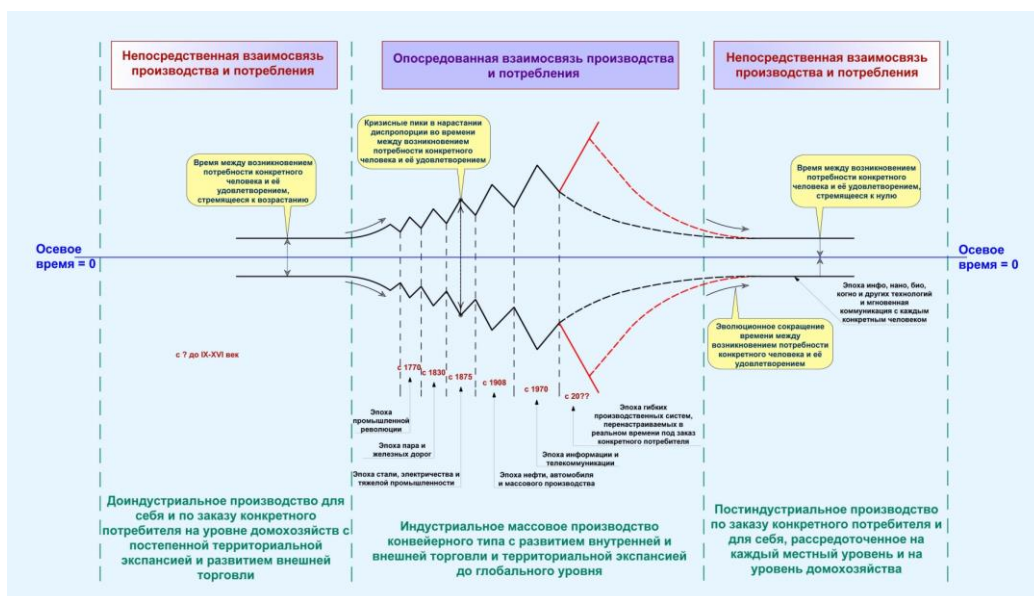 Непосредственная взаимосвязь
производства и потребления
Опосредованная взаимосвязь производства
и потребления
Непосредственная взаимосвязь
производства и потребления
Кризисные пики в нарастании
диспропорции во времени
между возникновением
потребности конкретного
человека и её
удовлетворением
Время между возникновением
потребности конкретного
человека и её
удовлетворением,
стремящееся к возрастанию
Время между возникновением
потребности конкретного
человека и её удовлетворением,
стремящееся к нулю
Осевое
время = 0
Осевое
время = 0
Эпоха инфо, нано, био,
когно и других технологий
и мгновенная
коммуникация с каждым
конкретным человеком
Эволюционное сокращение
времени между
возникновением потребности
конкретного человека и её
удовлетворением
с ? до IX-XVI век
с 1770
с 1830
с 1875
с 1908
с 1970
с 20??
Эпоха
промышленной
революции
Эпоха пара и
железных дорог
Эпоха стали, электричества и
тяжелой промышленности
Эпоха нефти, автомобиля
и массового производства
Эпоха информации и
телекоммуникации
Эпоха гибких
производственных систем,
перенастраиваемых в
реальном времени под заказ
конкретного потребителя
Доиндустриальное производство для
себя и по заказу конкретного
потребителя на уровне домохозяйств с
постепенной территориальной
экспансией и развитием внешней
торговли
Индустриальное массовое производство
конвейерного типа с развитием внутренней и
внешней торговли и территориальной экспансией
до глобального уровня
Постиндустриальное производство
по заказу конкретного потребителя и
для себя, рассредоточенное на
каждый местный уровень и на
уровень домохозяйства